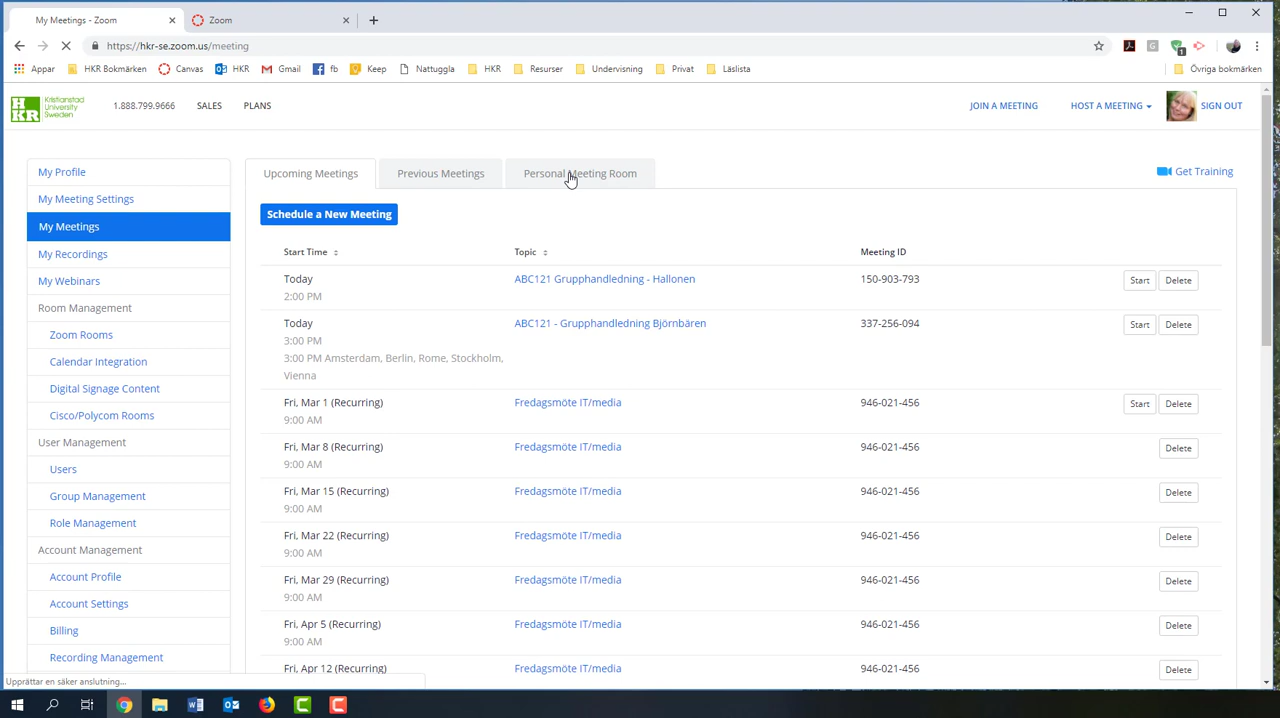 My Meetings - Zoom
Zoom
https://hkr-se.zoom.us/meeting
Appar
HKR Bokmärken
Canvas
HKR
Gmail
fb
Keep
Nattuggla
HKR
Resurser
Undervisning
Privat
Läslista
Övriga bokmärken
HKR
Kristianstad
University
Sweden
1.888.799.9666
SALES
PLANS
JOIN A MEETING
HOST A MEETING
SIGN OUT
My Profile
My Meeting Settings
My Meetings
My Recordings
My Webinars
Room Management
Zoom Rooms
Calendar Integration
Digital Signage Content
Cisco/Polycom Rooms
User Management
Users
Group Management
Role Management
Account Management
Account Profile
Account Settings
Billing
Recording Management
Upcoming Meetings
Previous Meetings
Personal Meeting Room
Get Training
Schedule a New Meeting
Start Time Topic Meeting ID
Today ABC121 Grupphandledning - Hallonen 150-903-793 Start Delete
2:00 PM
Today ABC121 - Grupphandledning Björnbären 337-256-094 Start Delete
3:00 PM
3:00 PM Amsterdam, Berlin, Rome, Stockholm,
Vienna
Fri, Mar 1 (Recurring) Fredagsmöte IT/media 946-021-456 Start Delete
9:00 AM
Fri, Mar 8 (Recurring) Fredagsmöte IT/media 946-021-456 Delete
9:00 AM
Fri, Mar 15 (Recurring) Fredagsmöte IT/media 946-021-456 Delete
9:00 AM
Fri, Mar 22 (Recurring) Fredagsmöte IT/media 946-021-456 Delete
9:00 AM
Fri, Mar 29 (Recurring) Fredagsmöte IT/media 946-021-456 Delete
9:00 AM
Fri, Apr 5 (Recurring) Fredagsmöte IT/media 946-021-456 Delete
9:00 AM
Fri, Apr 12 (Recurring) Fredagsmöte IT/media 946-021-456 Delete
Upprättar en säker anslutning...